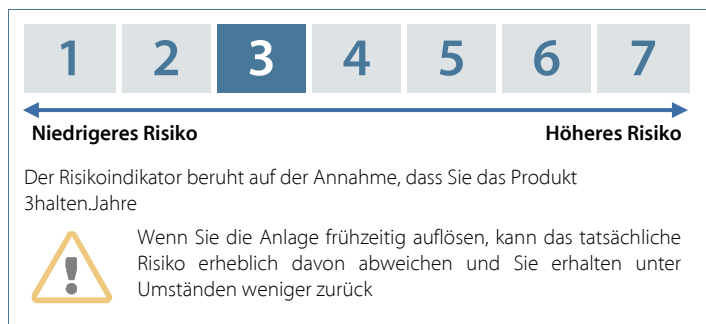 1 2 3 4 5 6 7
Niedrigeres Risiko Höheres Risiko
Der Risikoindikator beruht auf der Annahme, dass Sie das Produkt
3halten.Jahre
Wenn Sie die Anlage frühzeitig auflösen, kann das tatsächliche
Risiko erheblich davon abweichen und Sie erhalten unter
Umständen weniger zurück